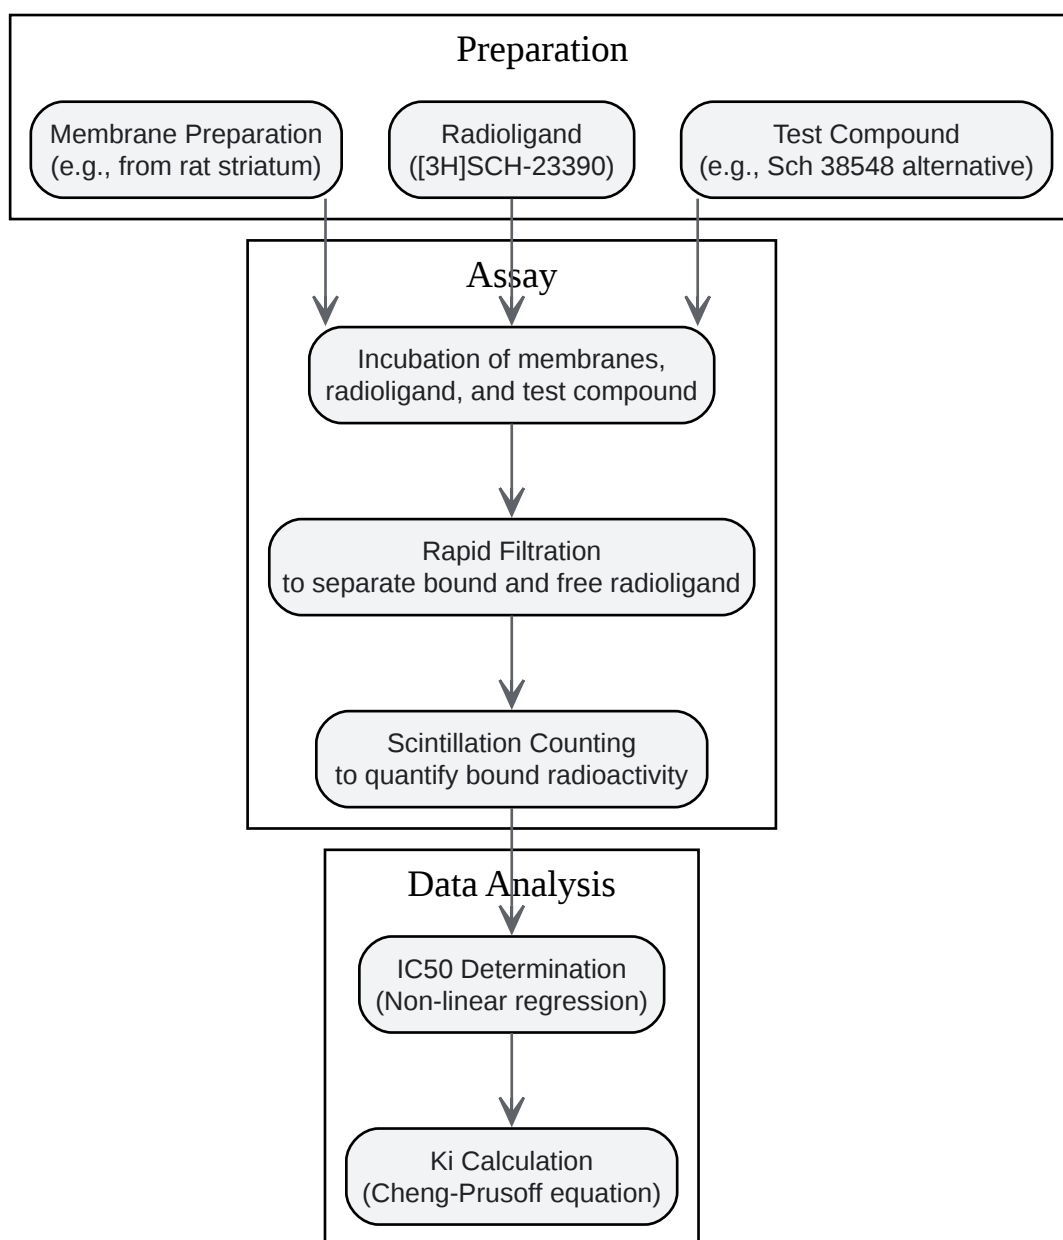 Preparation
Membrane Preparation
(e.g., from rat striatum)
Radioligand
([3H]SCH-23390)
Test Compound
(e.g., Sch 38548 alternative)
Assay
Incubation of membranes,
radioligand, and test compound
Rapid Filtration
to separate bound and free radioligand
Scintillation Counting
to quantify bound radioactivity
Data Analysis
IC50 Determination
(Non-linear regression)
Ki Calculation
(Cheng-Prusoff equation)